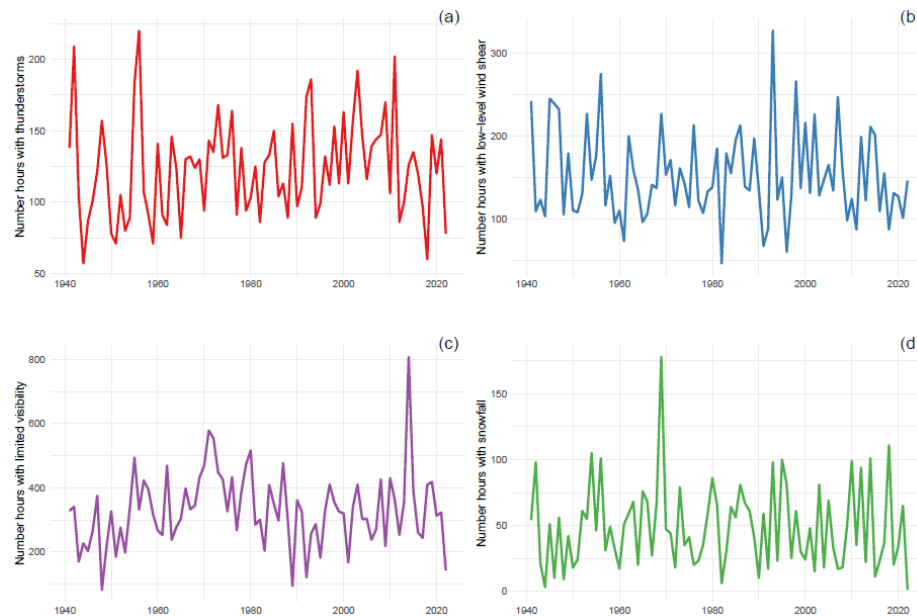 (a)
Number hours with thunderstorms
200
150
100
50
1940 1960 1980 2000 2020
(b
Number hours with low-level wind shear
300
200
100
1940 1960 1980 2000 2020
(c)
Number hours with limited visibility
800
600
400
200
1940 1960 1980 2000 2020
(d
Number hours with snowfall
150
100
50
0
1940 1960 1980 2000 2020